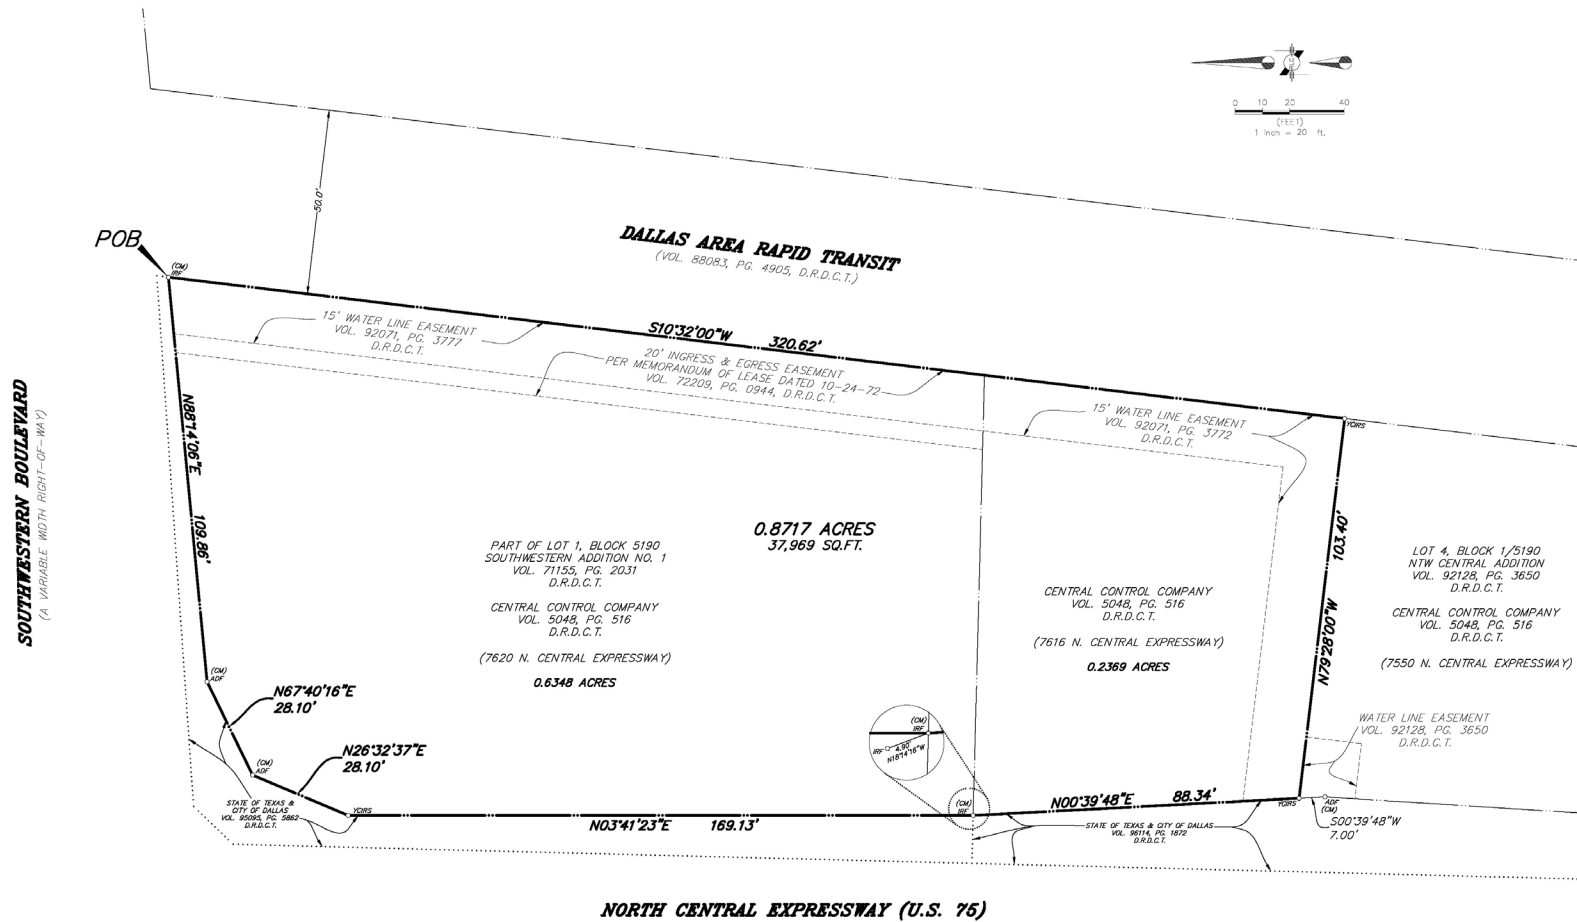 0 10 20 40
(FEET)
1 inch = 20 ft.
RLG
POB
(CM)
IRF
50.0'
DALLAS AREA RAPID TRANSIT
(VOL. 88083, PG. 4905, D.R.D.C.T.)
S10°32'00"W 320.62'
15' WATER LINE EASEMENT
VOL. 92071, PG. 3777
D.R.D.C.T.
20' INGRESS & EGRESS EASEMENT
PER MEMORANDUM OF LEASE DATED 10-24-72
VOL. 72209, PG. 0944, D.R.D.C.T.
15' WATER LINE EASEMENT
VOL. 92071, PG. 3772
D.R.D.C.T.
YCIRS
SOUTHWESTERN BOULEVARD
(A VARIABLE WIDTH RIGHT-OF-WAY)
N88°14'06"E 109.86'
0.8717 ACRES
37,969 SQ.FT.
PART OF LOT 1, BLOCK 5190
SOUTHWESTERN ADDITION NO. 1
VOL. 71155, PG. 2031
D.R.D.C.T.
CENTRAL CONTROL COMPANY
VOL. 5048, PG. 516
D.R.D.C.T.
(7620 N. CENTRAL EXPRESSWAY)
0.6348 ACRES
CENTRAL CONTROL COMPANY
VOL. 5048, PG. 516
D.R.D.C.T.
(7616 N. CENTRAL EXPRESSWAY)
0.2369 ACRES
N79°28'00"W 103.40'
LOT 4, BLOCK 1/5190
NTW CENTRAL ADDITION
VOL. 92128, PG. 3650
D.R.D.C.T.
CENTRAL CONTROL COMPANY
VOL. 5048, PG. 516
D.R.D.C.T.
(7550 N. CENTRAL EXPRESSWAY)
WATER LINE EASEMENT
VOL. 92128, PG. 3650
D.R.D.C.T.
(CM)
ADF
N67°40'16"E
28.10'
(CM)
ADF
N26°32'37"E
28.10'
STATE OF TEXAS &
CITY OF DALLAS
VOL. 95095, PG. 5862
D.R.D.C.T.
YCIRS
N03°41'23"E 169.13'
(CM)
IRF
IRF
4.90'
N18°14'16"W
(CM)
IRF
N00°39'48"E 88.34'
STATE OF TEXAS & CITY OF DALLAS
VOL. 96114, PG. 1872
D.R.D.C.T.
YCIRS
ADF
(CM)
S00°39'48"W
7.00'
NORTH CENTRAL EXPRESSWAY (U.S. 75)